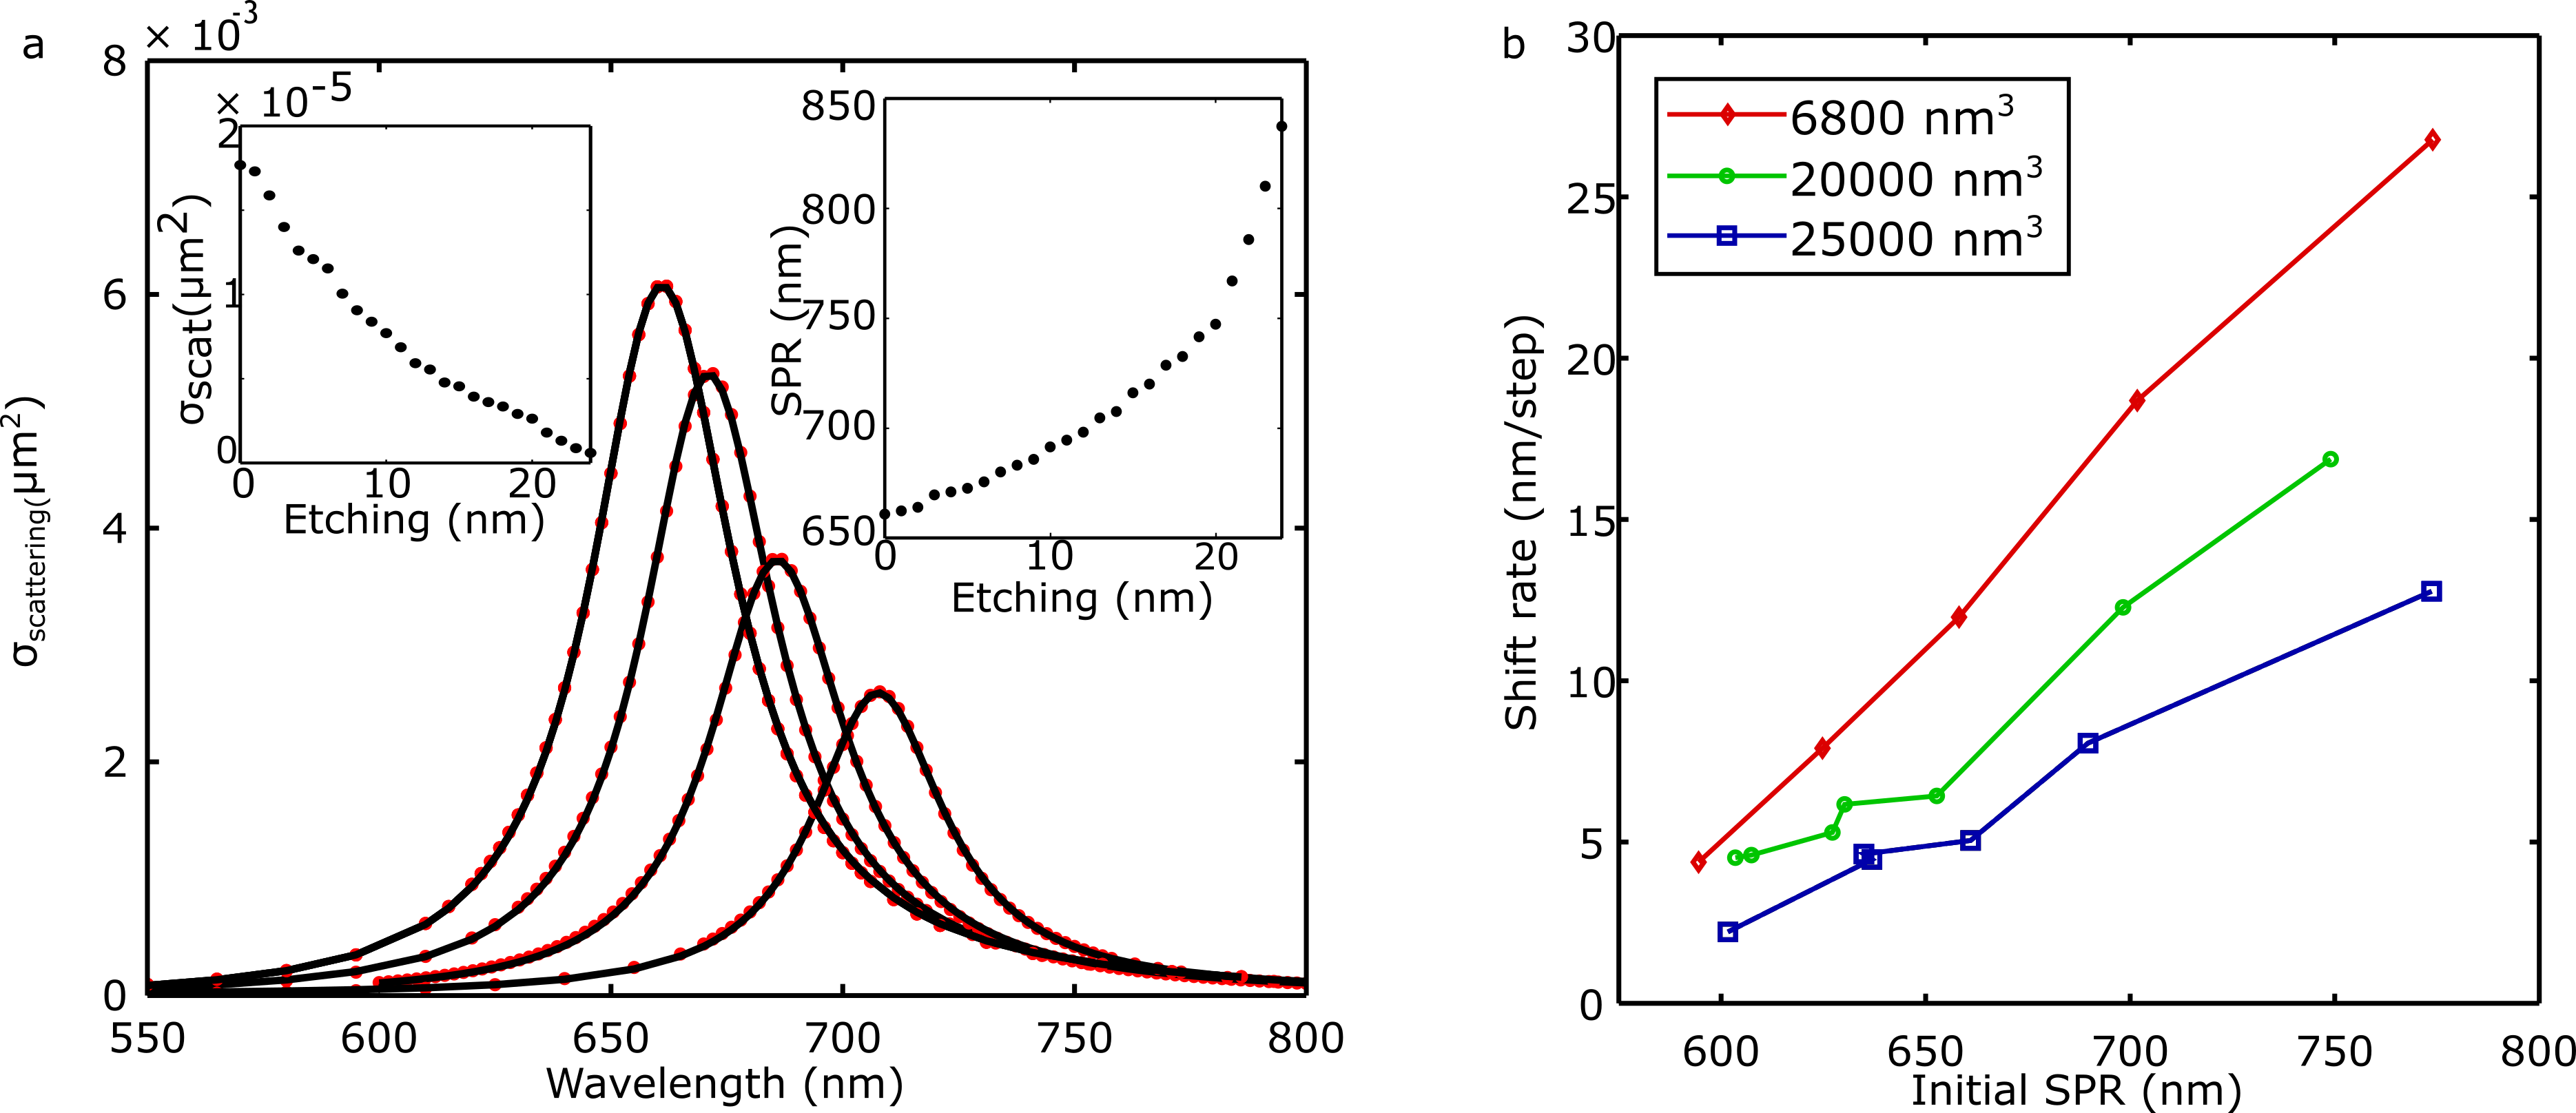 a
× 10⁻³
8
6
4
2
0
σscattering(μm²)
550 600 650 700 750 800
Wavelength (nm)
× 10⁻⁵
2
1
0
σscat(μm²)
0 10 20
Etching (nm)
850
800
750
700
650
SPR (nm)
0 10 20
Etching (nm)
b
30
25
20
15
10
5
0
Shift rate (nm/step)
6800 nm³
20000 nm³
25000 nm³
600 650 700 750 800
Initial SPR (nm)